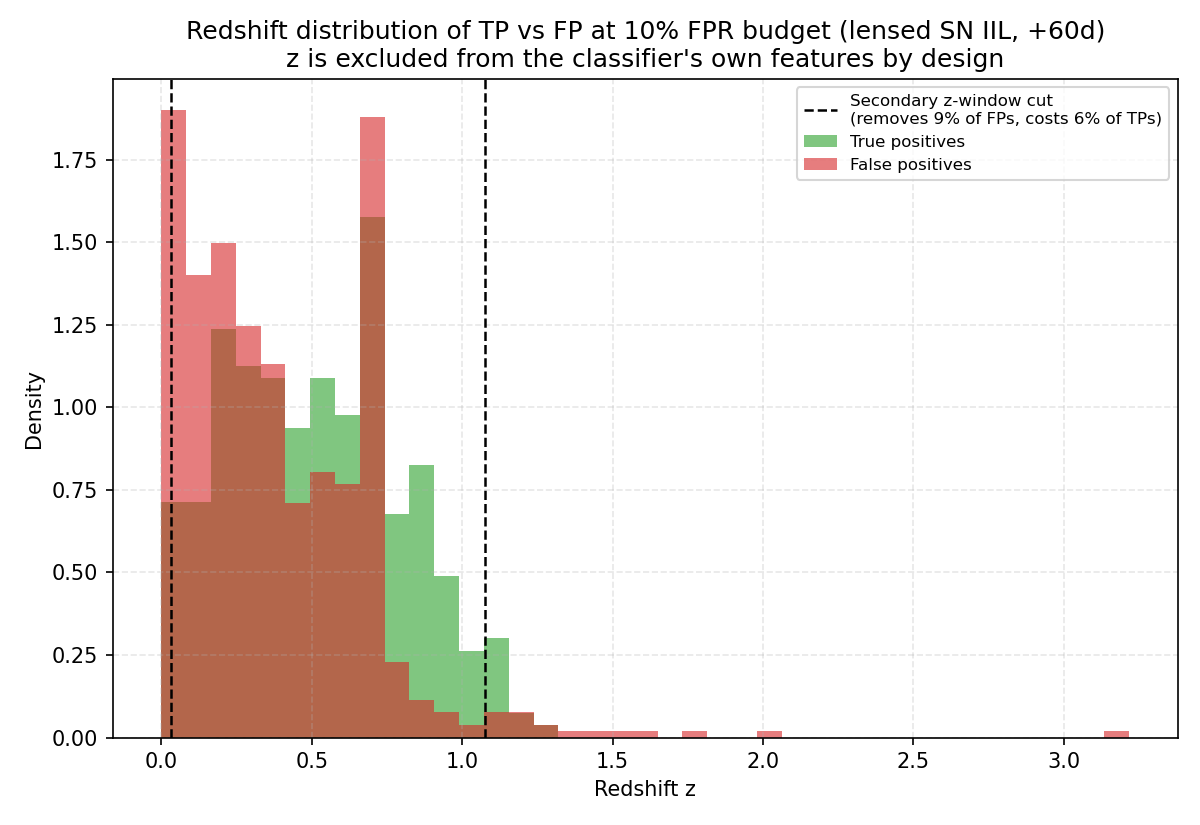 Redshift distribution of TP vs FP at 10% FPR budget (lensed SN IIL, +60d)
z is excluded from the classifier's own features by design
Secondary z-window cut
(removes 9% of FPs, costs 6% of TPs)
True positives
False positives
Density
1.75
1.50
1.25
1.00
0.75
0.50
0.25
0.00
0.0 0.5 1.0 1.5 2.0 2.5 3.0
Redshift z